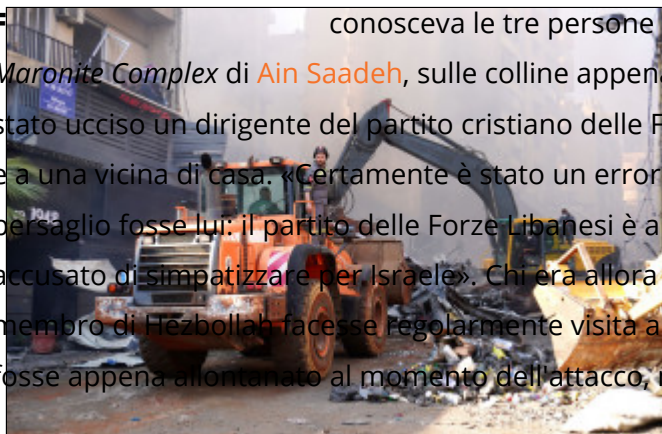 conosceva le tre persone
Maronite Complex di Ain Saadeh, sulle colline appena
stato ucciso un dirigente del partito cristiano delle F
e a una vicina di casa. «Certamente è stato un error
bersaglio fosse lui: il partito delle Forze Libanesi è a
accusato di simpatizzare per Israele». Chi era allora
membro di Hezbollah facesse regolarmente visita a
fosse appena allontanato al momento dell'attacco,